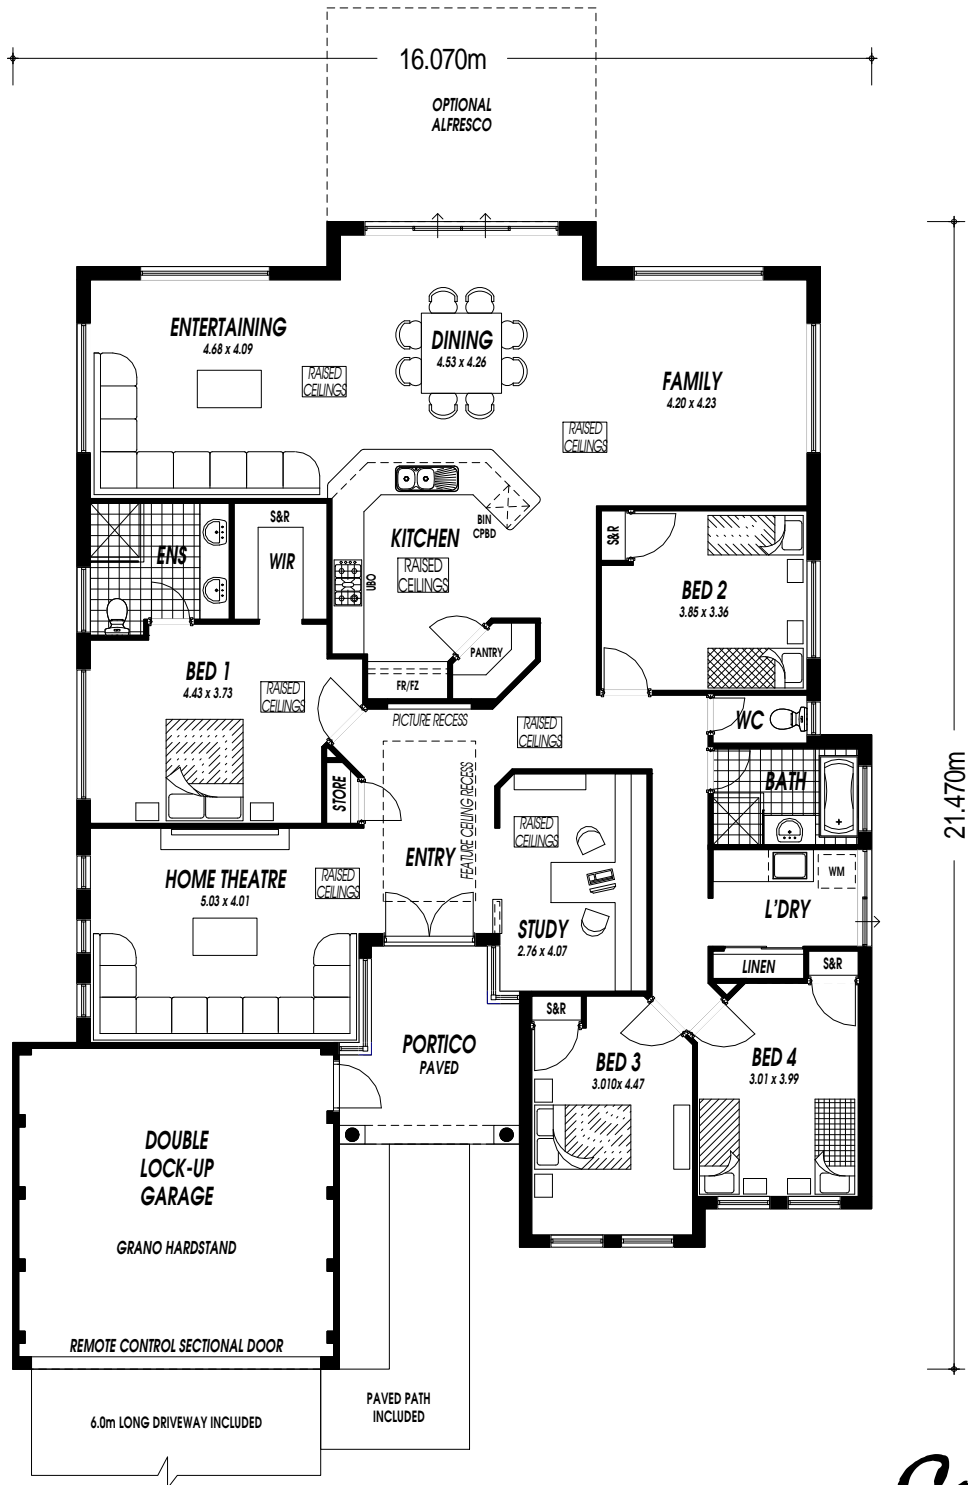 16.070m
OPTIONAL
ALFRESCO
ENTERTAINING
4.68 x 4.09
RAISED
CEILINGS
DINING
4.53 x 4.26
FAMILY
4.20 x 4.23
RAISED
CEILINGS
S&R
ENS
WIR
KITCHEN
RAISED
CEILINGS
BIN
CPBD
UBO
S&R
BED 2
3.85 x 3.36
PANTRY
FR/FZ
BED 1
4.43 x 3.73
RAISED
CEILINGS
PICTURE RECESS
RAISED
CEILINGS
WC
BATH
21.470m
STORE
FEATURE CEILING RECESS
ENTRY
RAISED
CEILINGS
HOME THEATRE
5.03 x 4.01
RAISED
CEILINGS
STUDY
2.76 x 4.07
WM
L'DRY
LINEN
S&R
S&R
PORTICO
PAVED
BED 3
3.010x 4.47
BED 4
3.01 x 3.99
DOUBLE
LOCK-UP
GARAGE
GRANO HARDSTAND
REMOTE CONTROL SECTIONAL DOOR
6.0m LONG DRIVEWAY INCLUDED
PAVED PATH
INCLUDED